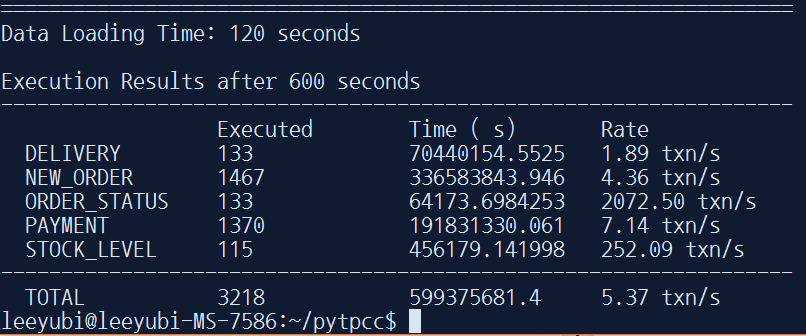 ==================================================================
Data Loading Time: 120 seconds
Execution Results after 600 seconds
------------------------------------------------------------------
Executed Time ( s) Rate
DELIVERY 133 70440154.5525 1.89 txn/s
NEW_ORDER 1467 336583843.946 4.36 txn/s
ORDER_STATUS 133 64173.6984253 2072.50 txn/s
PAYMENT 1370 191831330.061 7.14 txn/s
STOCK_LEVEL 115 456179.141998 252.09 txn/s
------------------------------------------------------------------
TOTAL 3218 599375681.4 5.37 txn/s
leeyubi@leeyubi-MS-7586:~/pytpcc$